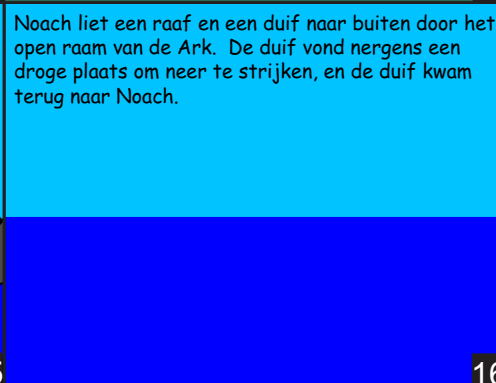 Noach liet een raaf en een duif naar buiten door het
open raam van de Ark.  De duif vond nergens een
droge plaats om neer te strijken, en de duif kwam
terug naar Noach.